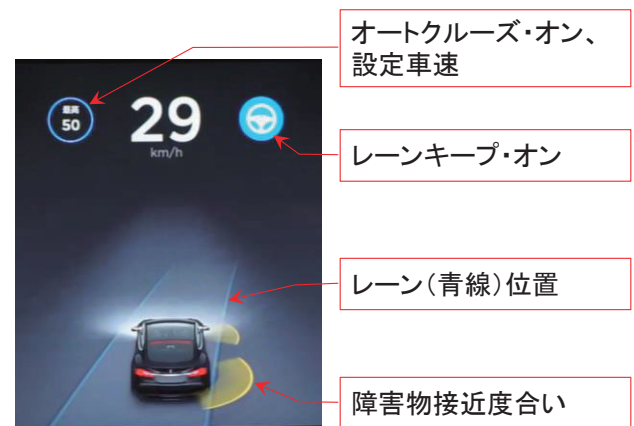 オートクルーズ・オン、
設定車速
最高
50
29
km/h
レーンキープ・オン
レーン（青線）位置
障害物接近度合い